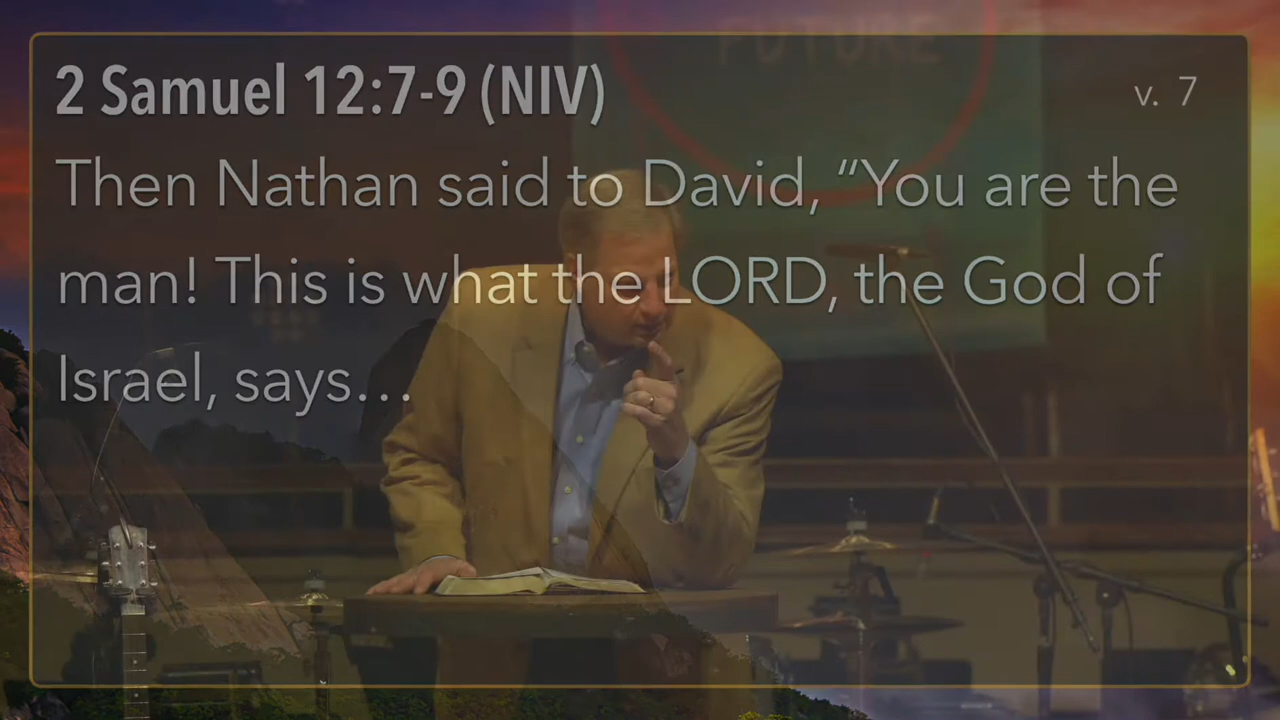 FUTURE
2 Samuel 12:7-9 (NIV)
v. 7
Then Nathan said to David, “You are the
man! This is what the LORD, the God of
Israel, says…